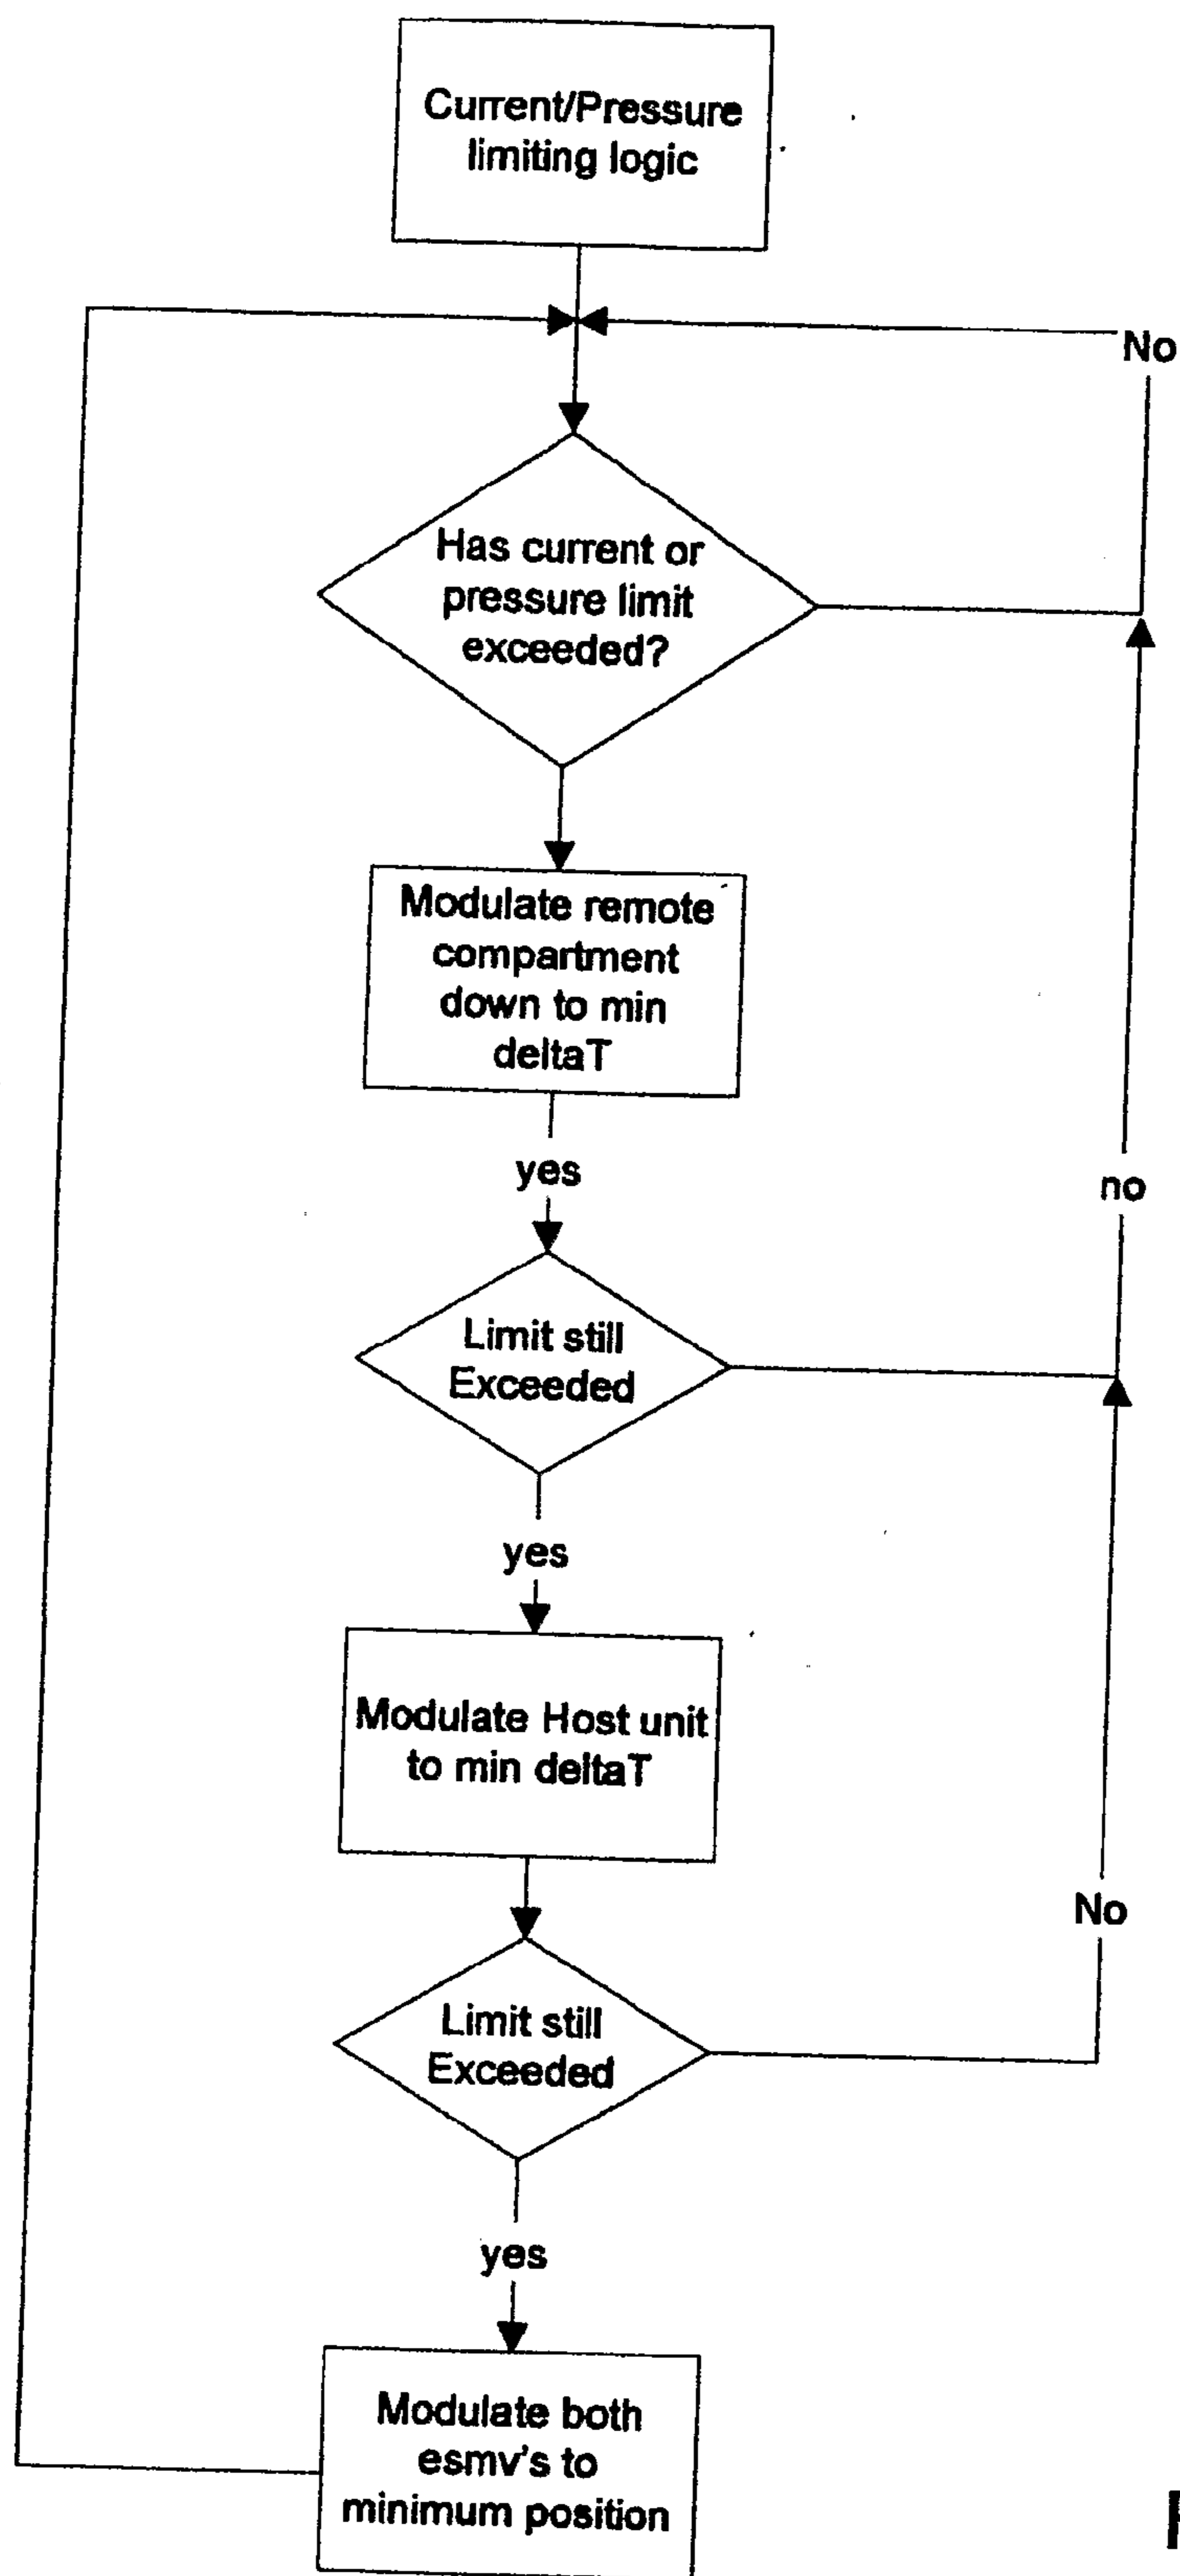 Current/Pressure
limiting logic
No
Has current or
pressure limit
exceeded?
Modulate remote
compartment
down to min
deltaT
yes
no
Limit still
Exceeded
yes
Modulate Host unit
to min deltaT
No
Limit still
Exceeded
yes
Modulate both
esmv's to
minimum position